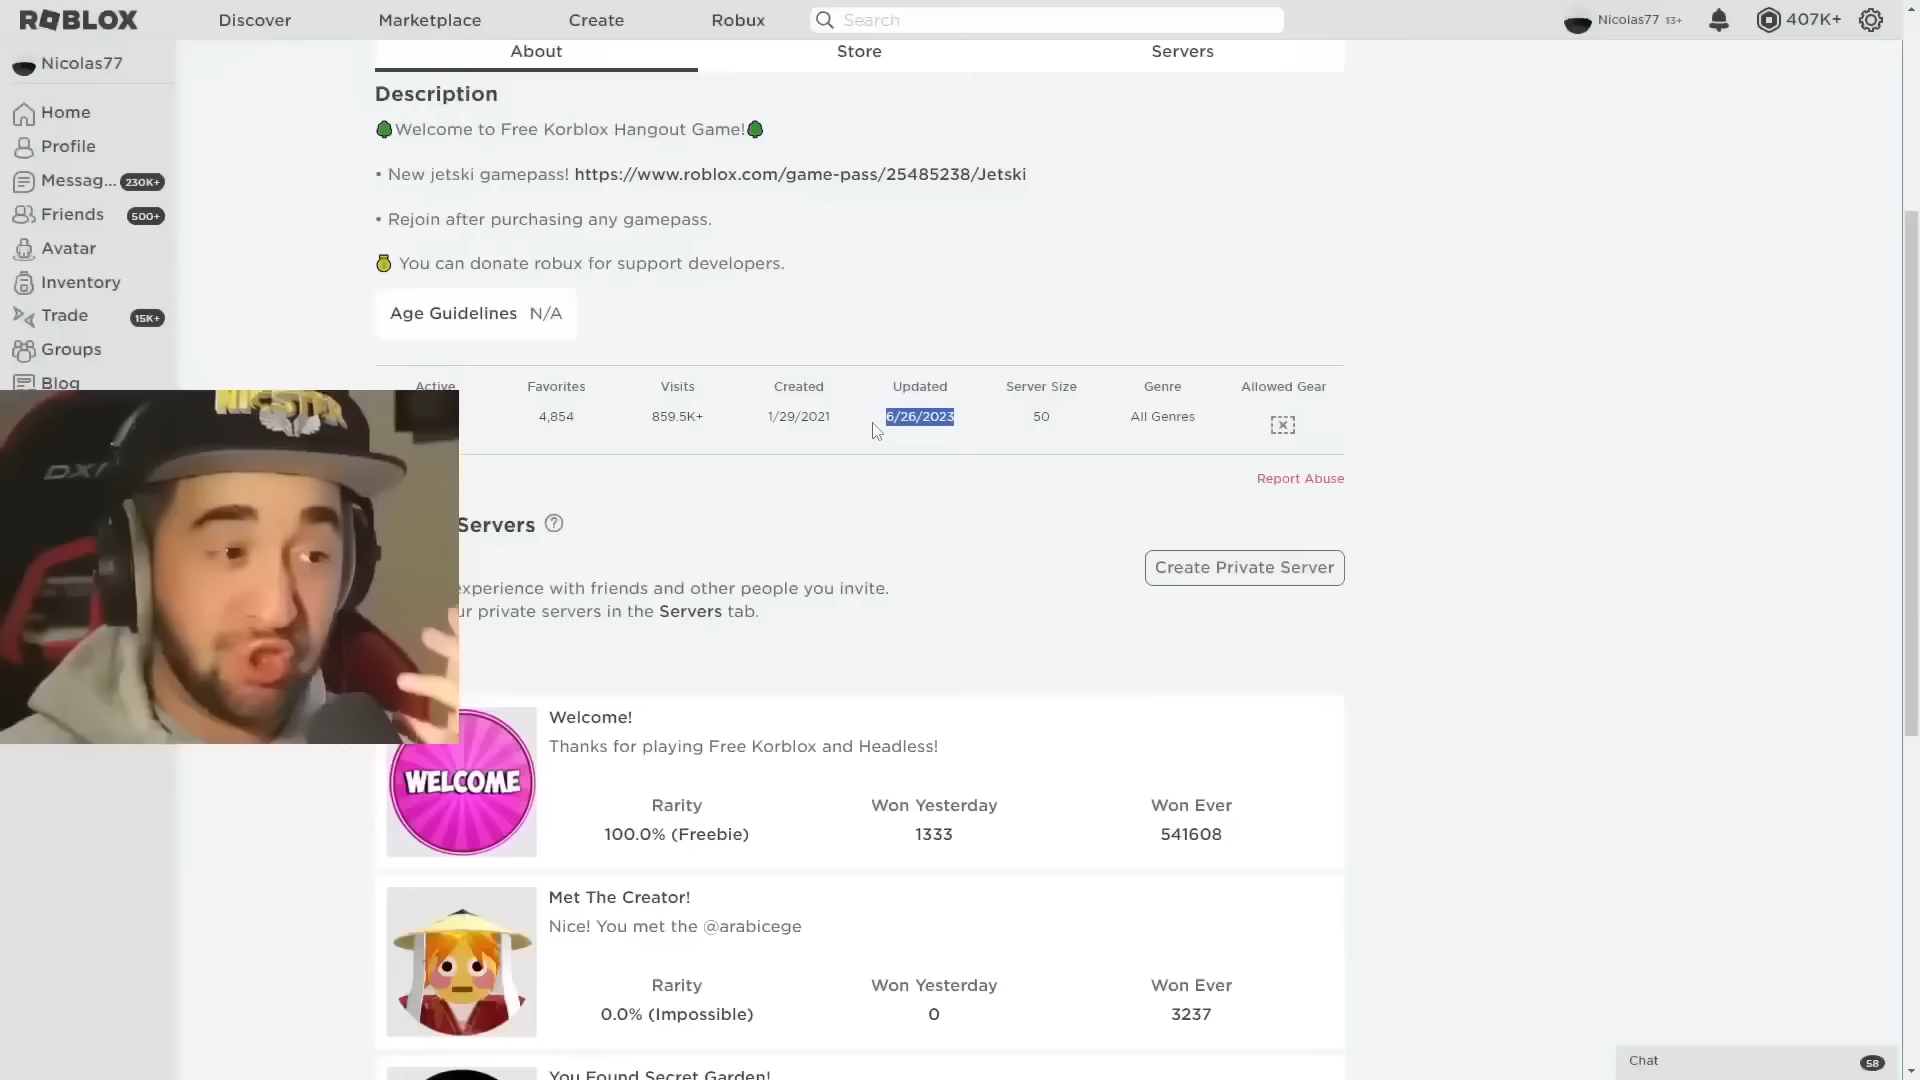 ROBLOX
Discover
Marketplace
Create
Robux
Search
Nicolas77 13+
407K+
Nicolas77
Home
Profile
Messag... 230K+
Friends 500+
Avatar
Inventory
Trade 15K+
Groups
Blog
About
Store
Servers
Description
Welcome to Free Korblox Hangout Game!
• New jetski gamepass! https://www.roblox.com/game-pass/25485238/Jetski
• Rejoin after purchasing any gamepass.
You can donate robux for support developers.
Age Guidelines N/A
Active Favorites Visits Created Updated Server Size Genre Allowed Gear
4,854 859.5K+ 1/29/2021 6/26/2023 50 All Genres
Report Abuse
Servers
Create Private Server
experience with friends and other people you invite.
private servers in the Servers tab.
DXR
WELCOME
Welcome!
Thanks for playing Free Korblox and Headless!
Rarity Won Yesterday Won Ever
100.0% (Freebie) 1333 541608
Met The Creator!
Nice! You met the @arabicege
Rarity Won Yesterday Won Ever
0.0% (Impossible) 0 3237
You Found Secret Garden!
Chat 58